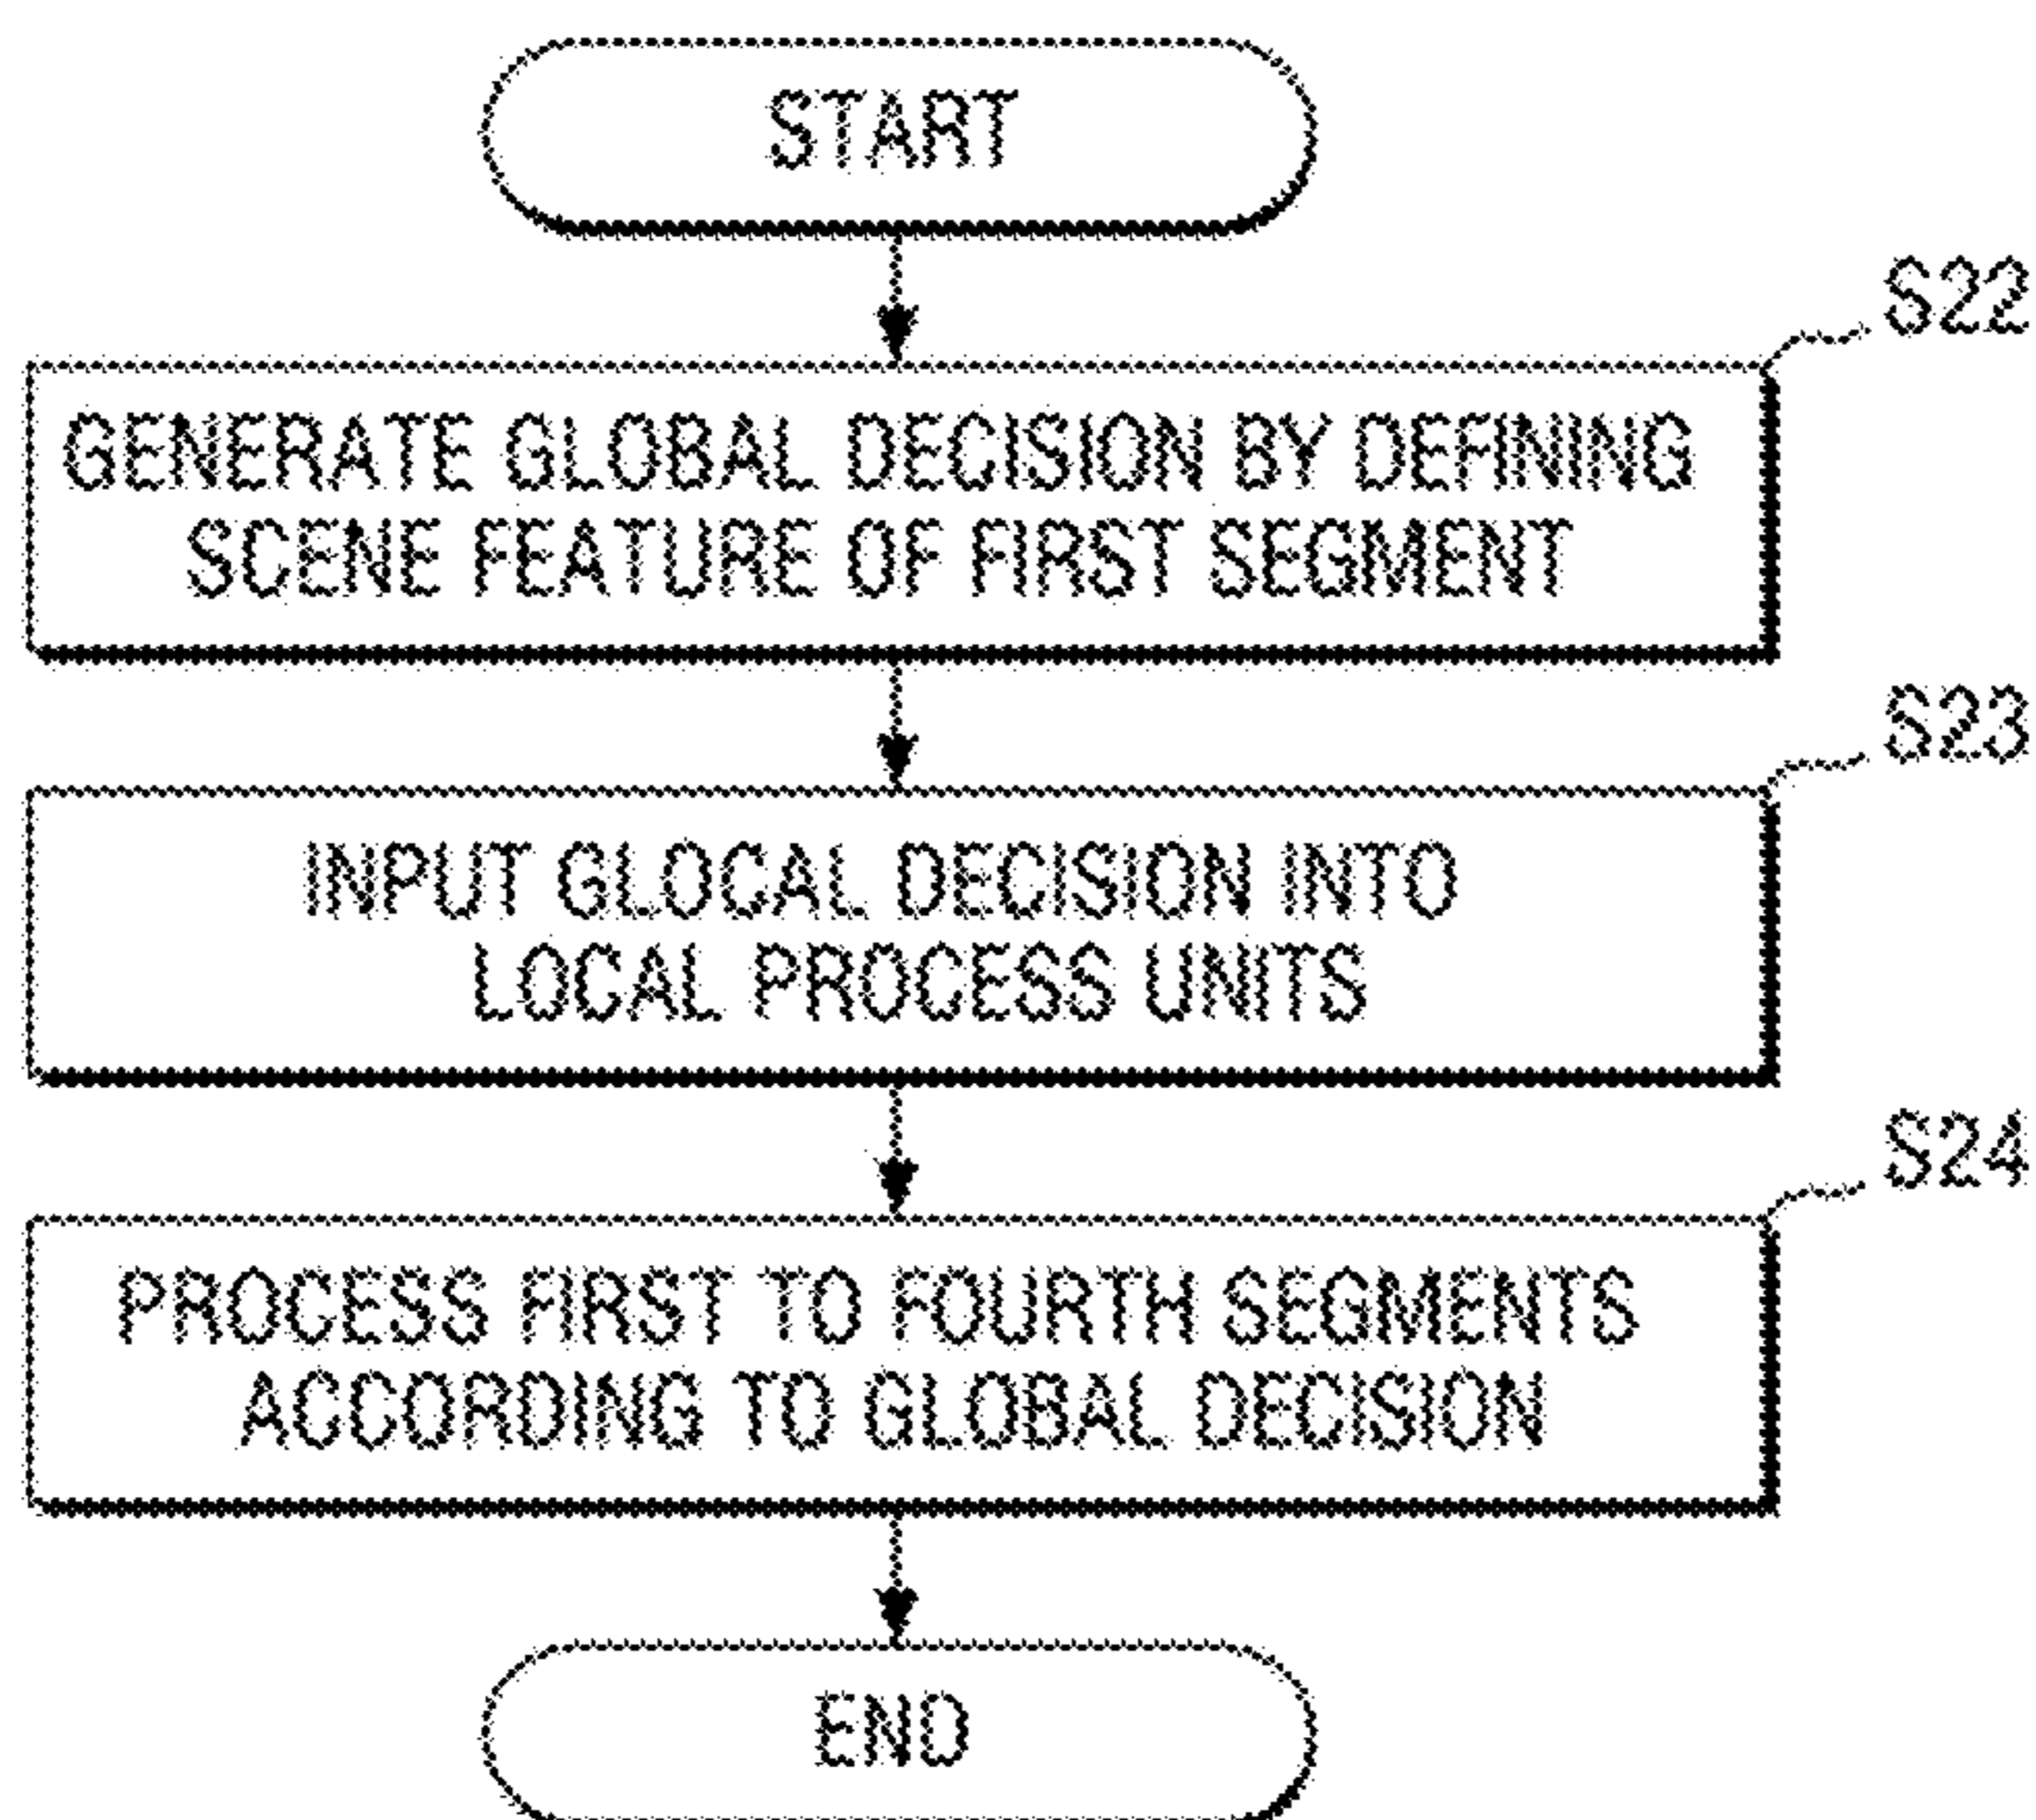 START
S22
GENERATE GLOBAL DECISION BY DEFINING
SCENE FEATURE OF FIRST SEGMENT
S23
INPUT GLOCAL DECISION INTO
LOCAL PROCESS UNITS
S24
PROCESS FIRST TO FOURTH SEGMENTS
ACCORDING TO GLOBAL DECISION
END